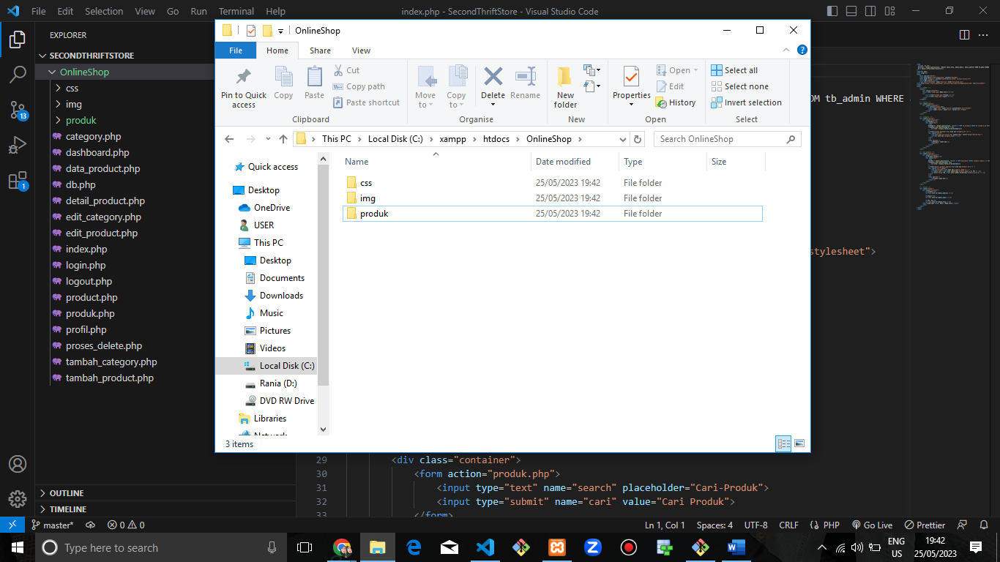 File Edit Selection View Go Run Terminal Help
index.php - SecondThriftStore - Visual Studio Code
EXPLORER
SECONDTHRIFTSTORE
OnlineShop
css
img
produk
category.php
dashboard.php
data_product.php
db.php
detail_product.php
edit_category.php
edit_product.php
index.php
login.php
logout.php
product.php
produk.php
profil.php
proses_delete.php
tambah_category.php
tambah_product.php
OUTLINE
TIMELINE
13
1
OnlineShop
File Home Share View
Pin to Quick access
Copy
Paste
Cut
Copy path
Paste shortcut
Clipboard
Move to
Copy to
Delete
Rename
Organise
New folder
New
Properties
Open
Edit
History
Open
Select all
Select none
Invert selection
Select
This PC > Local Disk (C:) > xampp > htdocs > OnlineShop >
Search OnlineShop
Quick access
Desktop
OneDrive
USER
This PC
Desktop
Documents
Downloads
Music
Pictures
Videos
Local Disk (C:)
Rania (D:)
DVD RW Drive
Libraries
Network
Name Date modified Type Size
css 25/05/2023 19:42 File folder
img 25/05/2023 19:42 File folder
produk 25/05/2023 19:42 File folder
3 items
OM tb_admin WHERE
stylesheet">
29 <div class="container">
30 <form action="produk.php">
31 <input type="text" name="search" placeholder="Cari-Produk">
32 <input type="submit" name="cari" value="Cari Produk">
33 </form>
master* 0 0
Ln 1, Col 1 Spaces: 4 UTF-8 CRLF PHP Go Live Prettier
Type here to search
ENG
US
19:42
25/05/2023